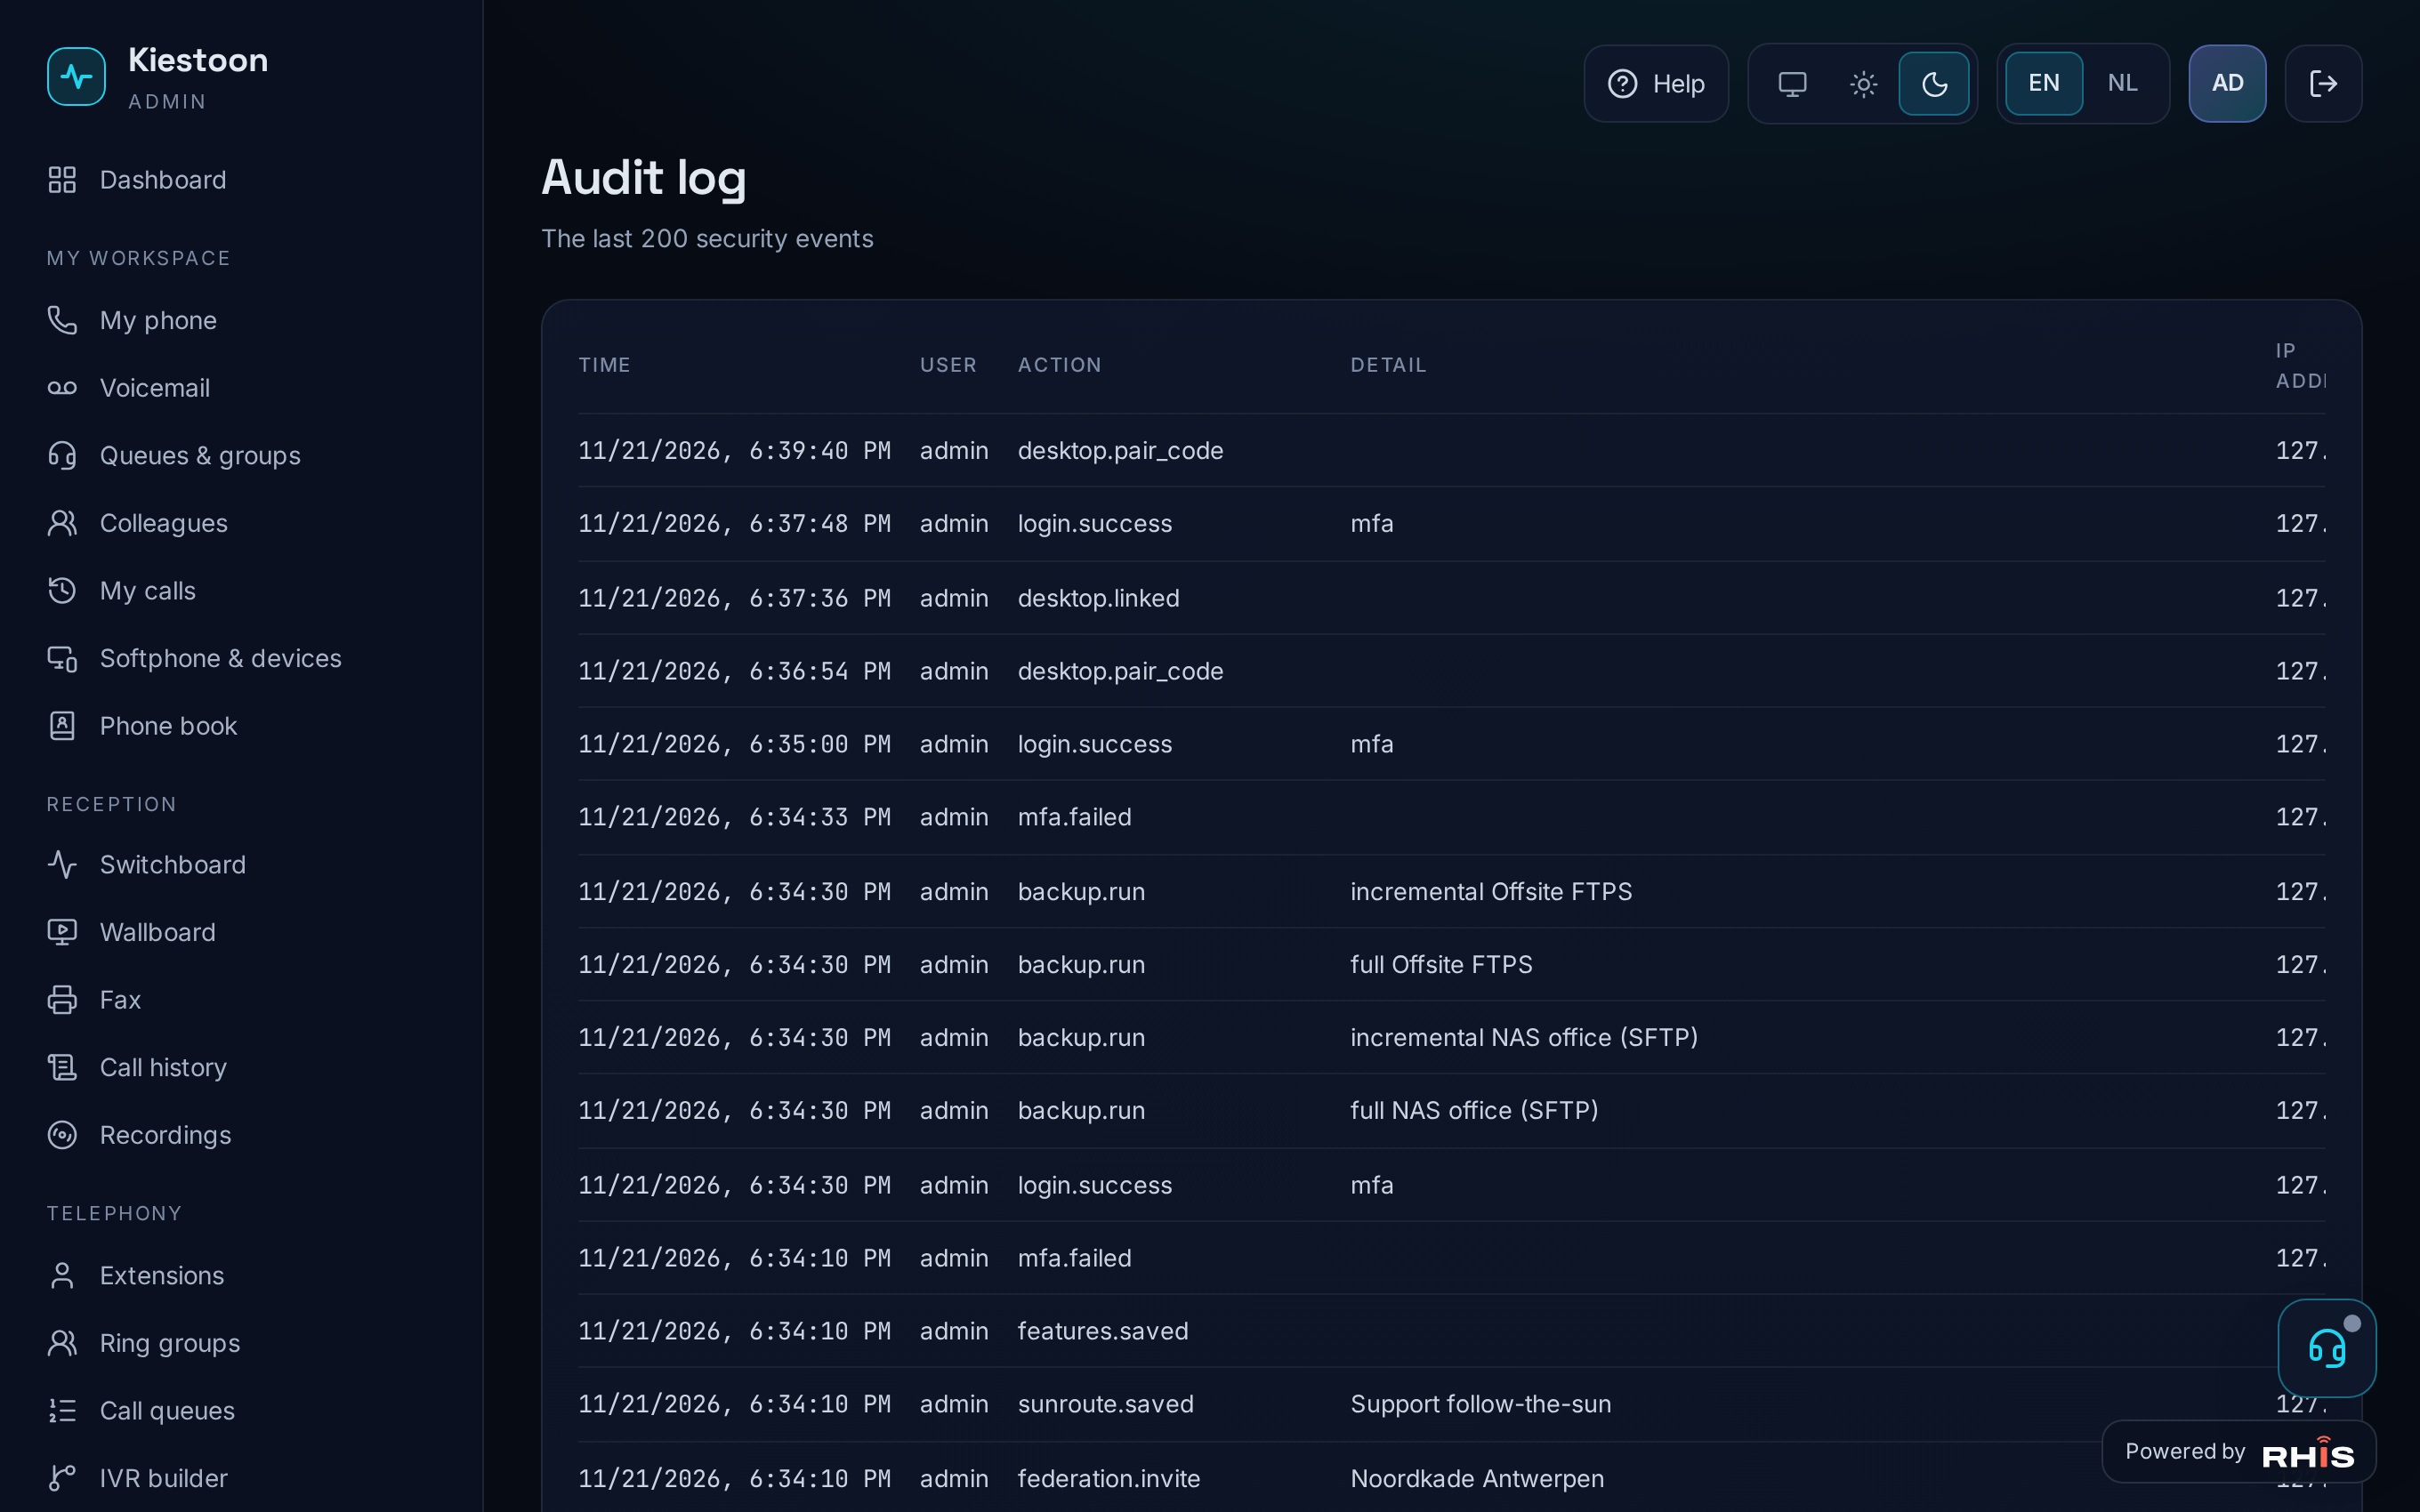 Kiestoon
ADMIN
Dashboard
MY WORKSPACE
My phone
Voicemail
Queues & groups
Colleagues
My calls
Softphone & devices
Phone book
RECEPTION
Switchboard
Wallboard
Fax
Call history
Recordings
TELEPHONY
Extensions
Ring groups
Call queues
IVR builder
Help
EN NL
AD
Audit log
The last 200 security events
TIME USER ACTION DETAIL IP
11/21/2026, 6:39:40 PM admin desktop.pair_code 127.
11/21/2026, 6:37:48 PM admin login.success mfa 127.
11/21/2026, 6:37:36 PM admin desktop.linked 127.
11/21/2026, 6:36:54 PM admin desktop.pair_code 127.
11/21/2026, 6:35:00 PM admin login.success mfa 127.
11/21/2026, 6:34:33 PM admin mfa.failed 127.
11/21/2026, 6:34:30 PM admin backup.run incremental Offsite FTPS 127.
11/21/2026, 6:34:30 PM admin backup.run full Offsite FTPS 127.
11/21/2026, 6:34:30 PM admin backup.run incremental NAS office (SFTP) 127.
11/21/2026, 6:34:30 PM admin backup.run full NAS office (SFTP) 127.
11/21/2026, 6:34:30 PM admin login.success mfa 127.
11/21/2026, 6:34:10 PM admin mfa.failed 127.
11/21/2026, 6:34:10 PM admin features.saved
11/21/2026, 6:34:10 PM admin sunroute.saved Support follow-the-sun 127.
11/21/2026, 6:34:10 PM admin federation.invite Noordkade Antwerpen
Powered by RHIS